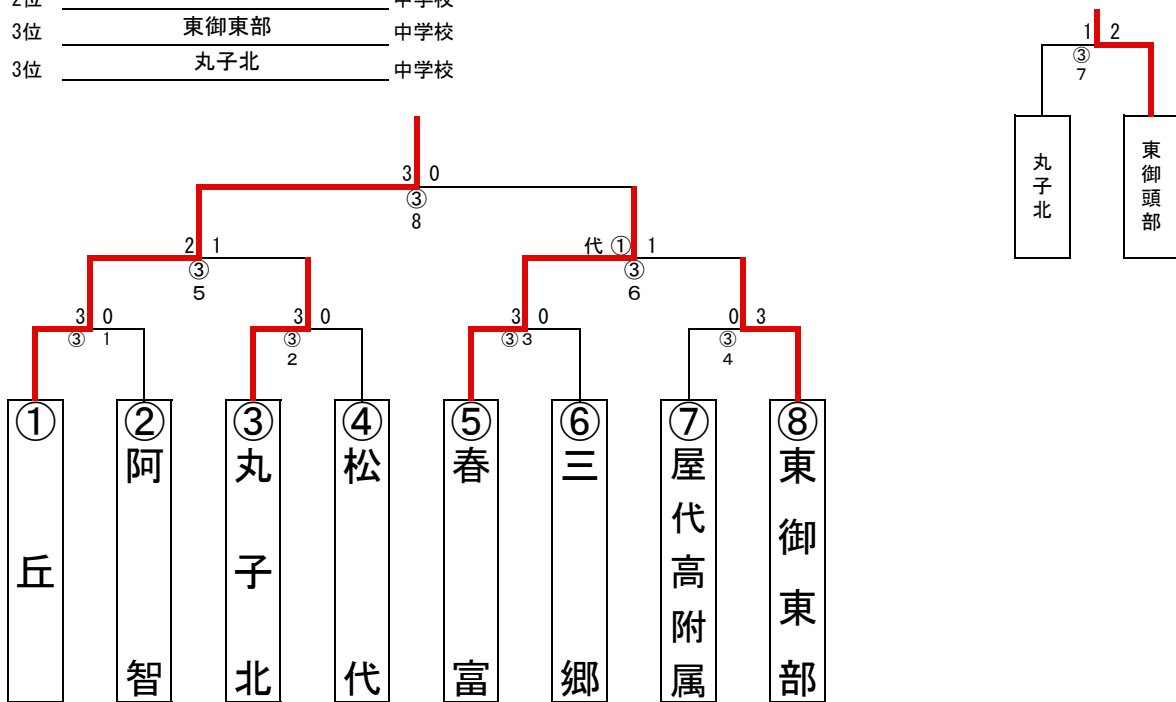 2位 中学校
3位 東御東部 中学校
3位 丸子北 中学校
1 2
③
7
丸子北
東御頭部
3 0
③
8
2 1
③
5
代 ① 1
③
6
3 0
③ 1
3 0
③
2
3 0
③ 3
0 3
③
4
① 丘
② 阿智
③ 丸子北
④ 松代
⑤ 春富
⑥ 三郷
⑦ 屋代高附属
⑧ 東御東部